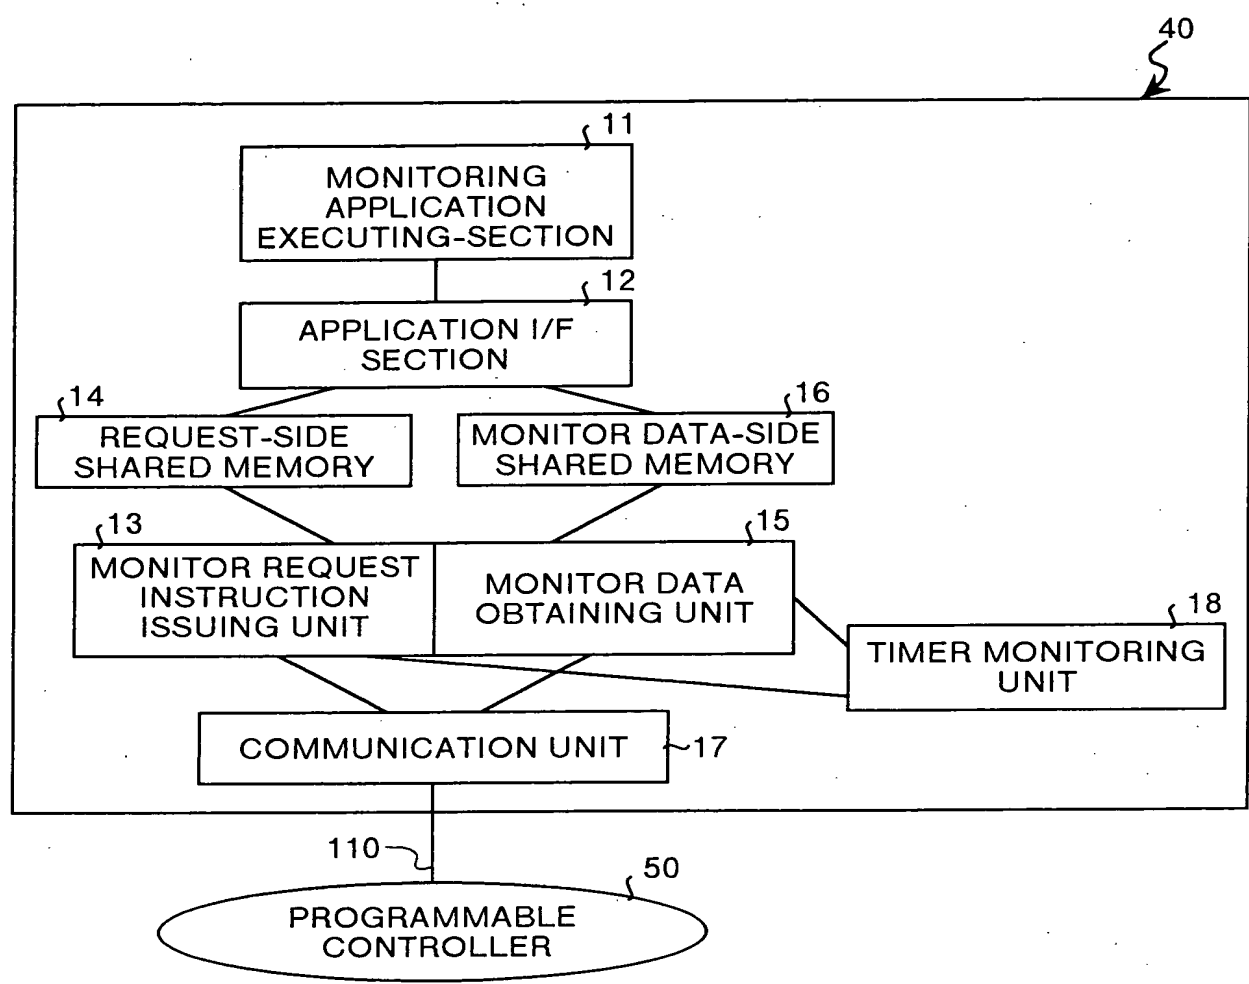 40
11
MONITORING
APPLICATION
EXECUTING-SECTION
12
APPLICATION I/F
SECTION
14
REQUEST-SIDE
SHARED MEMORY
16
MONITOR DATA-SIDE
SHARED MEMORY
13
MONITOR REQUEST
INSTRUCTION
ISSUING UNIT
15
MONITOR DATA
OBTAINING UNIT
18
TIMER MONITORING
UNIT
COMMUNICATION UNIT
17
110
50
PROGRAMMABLE
CONTROLLER